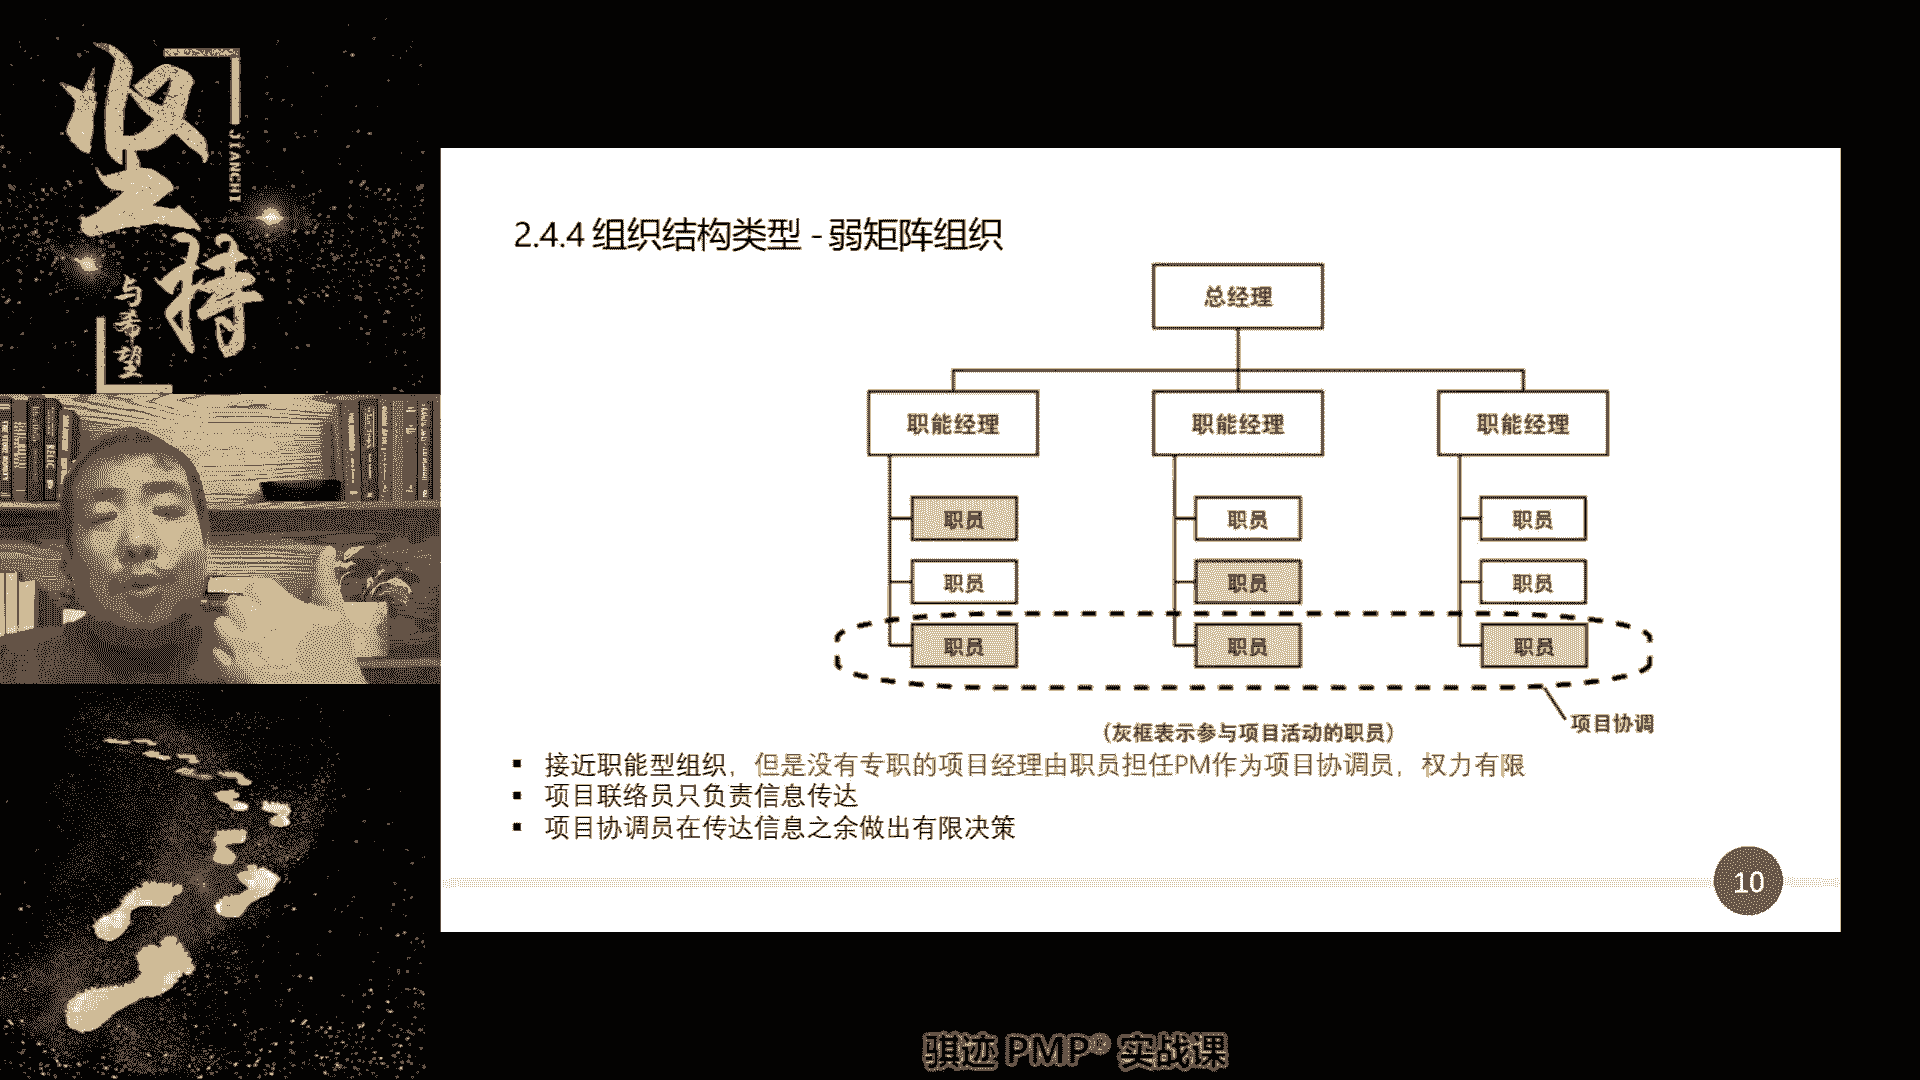 坚持
JIANCHI
与希望
2.4.4 组织结构类型 - 弱矩阵组织
总经理
职能经理 职能经理 职能经理
职员 职员 职员
职员 职员 职员
职员 职员 职员
项目协调
（灰框表示参与项目活动的职员）
▪ 接近职能型组织，但是没有专职的项目经理由职员担任PM作为项目协调员，权力有限
▪ 项目联络员只负责信息传达
▪ 项目协调员在传达信息之余做出有限决策
10
骐迹 PMP® 实战课